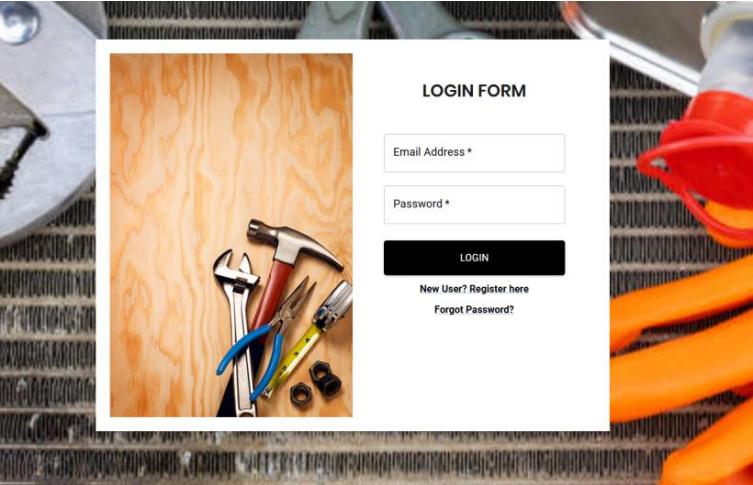 LOGIN FORM
Email Address *
Password *
LOGIN
New User? Register here
Forgot Password?